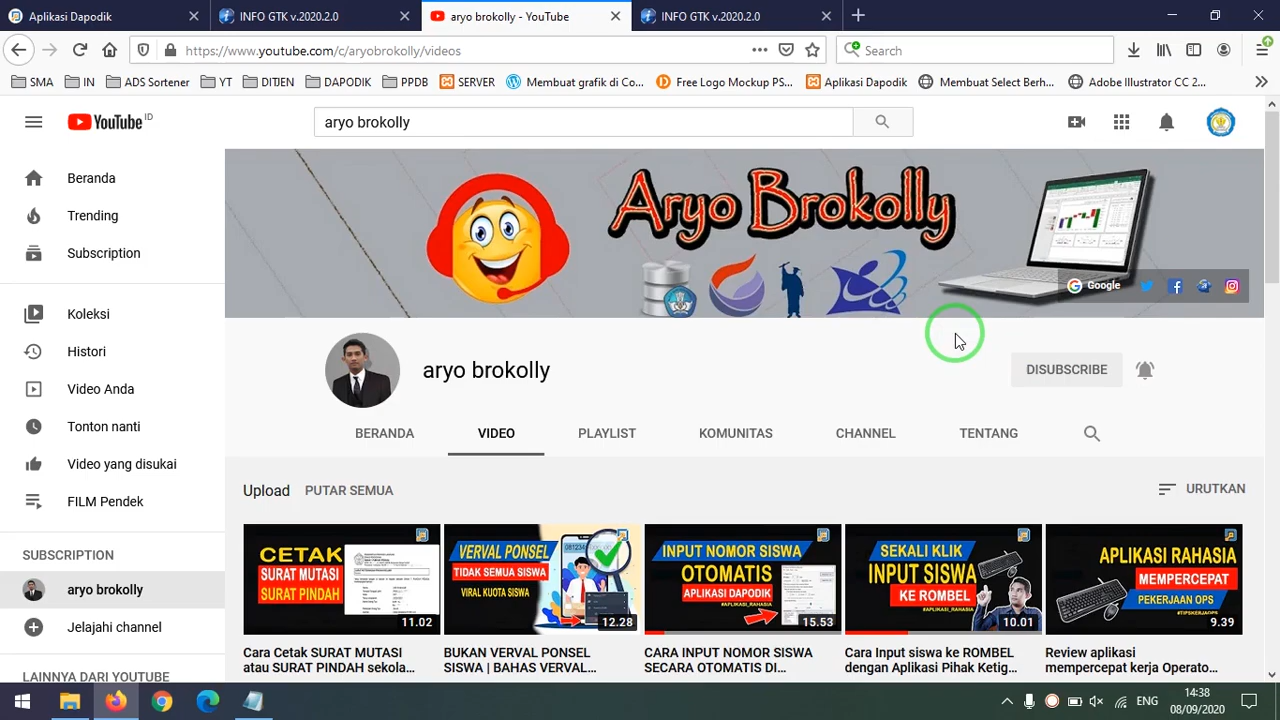 Aplikasi Dapodik
INFO GTK v.2020.2.0
aryo brokolly - YouTube
INFO GTK v.2020.2.0
https://www.youtube.com/c/aryobrokolly/videos
Search
SMA
IN
ADS Sortener
YT
DITJEN
DAPODIK
PPDB
SERVER
Membuat grafik di Co...
Free Logo Mockup PS...
Aplikasi Dapodik
Membuat Select Berh...
Adobe Illustrator CC 2...
YouTube ID
aryo brokolly
Beranda
Trending
Subscription
Koleksi
Histori
Video Anda
Tonton nanti
Video yang disukai
FILM Pendek
SUBSCRIPTION
aryo brokolly
Jelajahi channel
LAINNYA DARI YOUTUBE
Aryo Brokolly
Google
aryo brokolly
DISUBSCRIBE
BERANDA
VIDEO
PLAYLIST
KOMUNITAS
CHANNEL
TENTANG
Upload
PUTAR SEMUA
URUTKAN
CETAK
SURAT MUTASI
SURAT PINDAH
11.02
Cara Cetak SURAT MUTASI
atau SURAT PINDAH sekola...
VERVAL PONSEL
TIDAK SEMUA SISWA
VIRAL KUOTA SISWA
12.28
BUKAN VERVAL PONSEL
SISWA | BAHAS VERVAL...
INPUT NOMOR SISWA
OTOMATIS
APLIKASI DAPODIK
#APLIKASI_RAHASIA
15.53
CARA INPUT NOMOR SISWA
SECARA OTOMATIS DI...
SEKALI KLIK
INPUT SISWA
KE ROMBEL
#APLIKASI_RAHASIA
10.01
Cara Input siswa ke ROMBEL
dengan Aplikasi Pihak Ketig...
APLIKASI RAHASIA
MEMPERCEPAT
PEKERJAAN OPS
#TIPSKERJAOPS
9.39
Review aplikasi
mempercepat kerja Operato...
ENG
14:38
08/09/2020